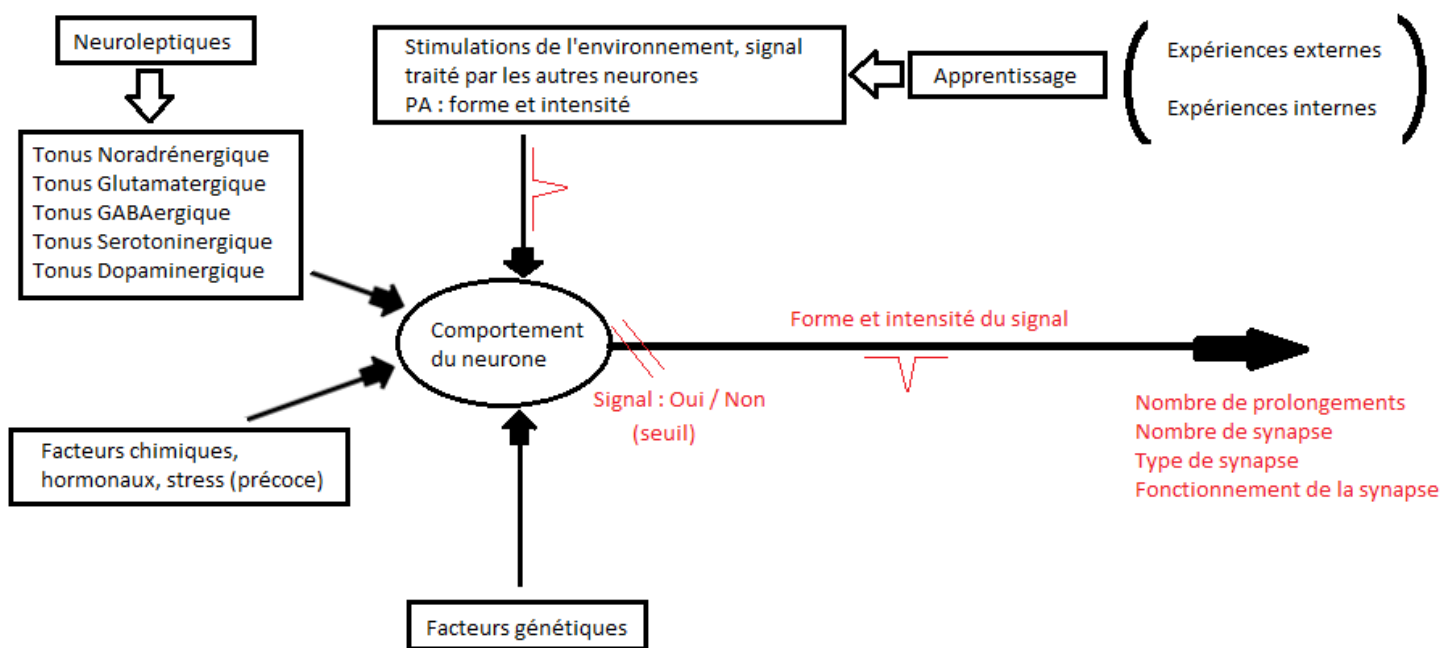 Neuroleptiques
Stimulations de l'environnement, signal
traité par les autres neurones
PA : forme et intensité
Apprentissage
Expériences externes
Expériences internes
Tonus Noradrénergique
Tonus Glutamatergique
Tonus GABAergique
Tonus Serotoninergique
Tonus Dopaminergique
Comportement
du neurone
Forme et intensité du signal
Signal : Oui / Non
(seuil)
Nombre de prolongements
Nombre de synapse
Type de synapse
Fonctionnement de la synapse
Facteurs chimiques,
hormonaux, stress (précoce)
Facteurs génétiques